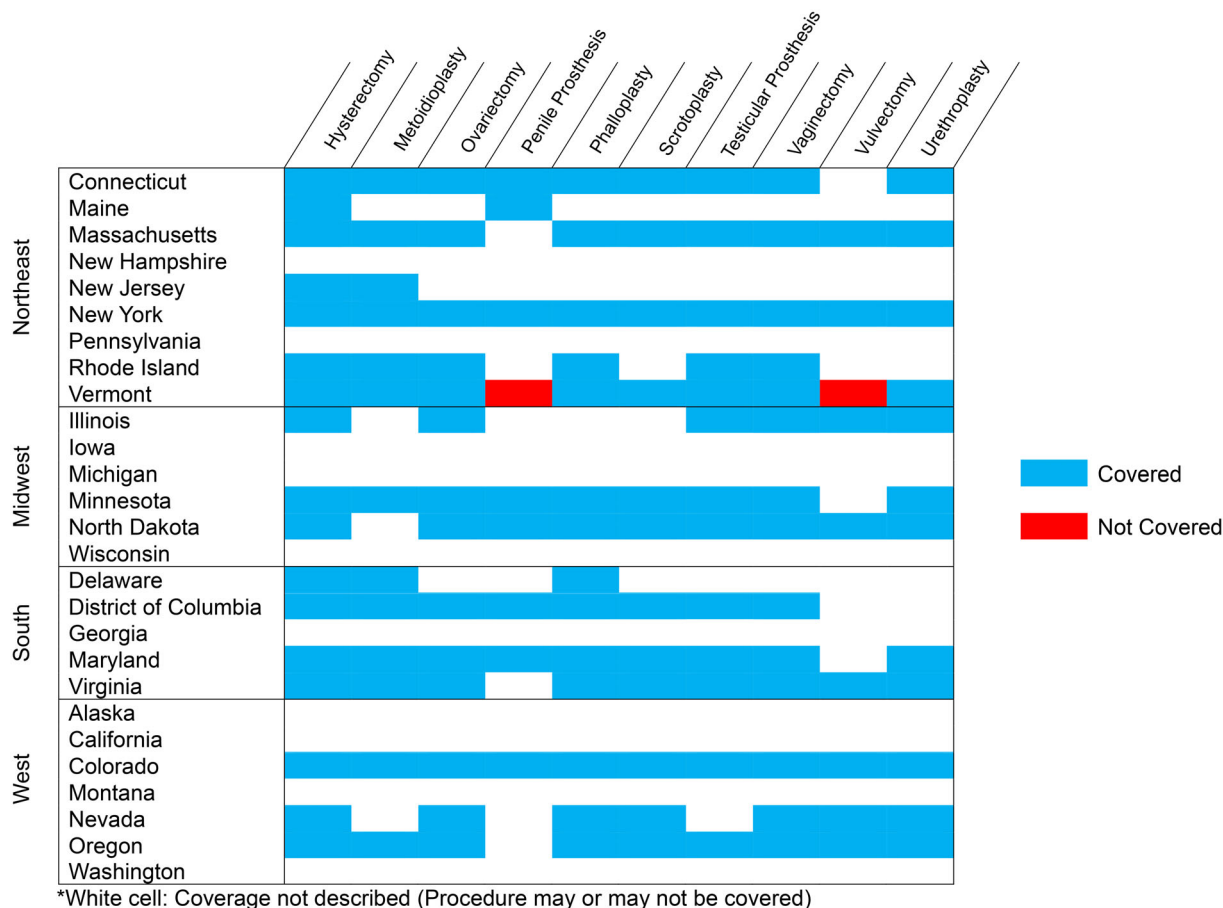 Hysterectomy
Metoidioplasty
Ovariectomy
Penile Prosthesis
Phalloplasty
Scrotoplasty
Testicular Prosthesis
Vaginectomy
Vulvectomy
Urethroplasty
Northeast
Connecticut
Maine
Massachusetts
New Hampshire
New Jersey
New York
Pennsylvania
Rhode Island
Vermont
Midwest
Illinois
Iowa
Michigan
Minnesota
North Dakota
Wisconsin
South
Delaware
District of Columbia
Georgia
Maryland
Virginia
West
Alaska
California
Colorado
Montana
Nevada
Oregon
Washington
Covered
Not Covered
*White cell: Coverage not described (Procedure may or may not be covered)